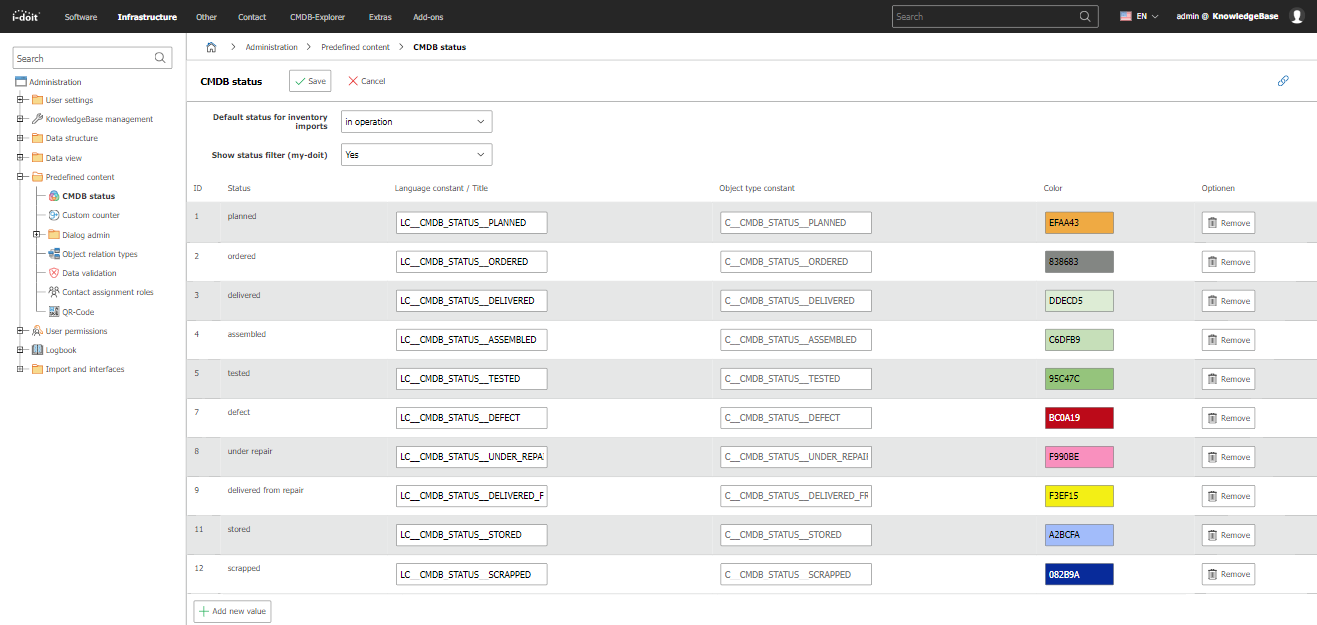 i-doit
Software
Infrastructure
Other
Contact
CMDB-Explorer
Extras
Add-ons
Search
EN
admin @ KnowledgeBase
Search
Administration
User settings
KnowledgeBase management
Data structure
Data view
Predefined content
CMDB status
Custom counter
Dialog admin
Object relation types
Data validation
Contact assignment roles
QR-Code
User permissions
Logbook
Import and interfaces
Administration > Predefined content > CMDB status
CMDB status Save Cancel
Default status for inventory
imports
in operation
Show status filter (my-doit) Yes
ID Status Language constant / Title Object type constant Color Optionen
1 planned LC__CMDB_STATUS__PLANNED C__CMDB_STATUS__PLANNED EFAA43 Remove
2 ordered LC__CMDB_STATUS__ORDERED C__CMDB_STATUS__ORDERED 838683 Remove
3 delivered LC__CMDB_STATUS__DELIVERED C__CMDB_STATUS__DELIVERED DDECD5 Remove
4 assembled LC__CMDB_STATUS__ASSEMBLED C__CMDB_STATUS__ASSEMBLED C6DFB9 Remove
5 tested LC__CMDB_STATUS__TESTED C__CMDB_STATUS__TESTED 95C47C Remove
7 defect LC__CMDB_STATUS__DEFECT C__CMDB_STATUS__DEFECT BC0A19 Remove
8 under repair LC__CMDB_STATUS__UNDER_REPA C__CMDB_STATUS__UNDER_REPAI F990BE Remove
9 delivered from repair LC__CMDB_STATUS__DELIVERED_F C__CMDB_STATUS__DELIVERED_FR F3EF15 Remove
11 stored LC__CMDB_STATUS__STORED C__CMDB_STATUS__STORED A2BCFA Remove
12 scrapped LC__CMDB_STATUS__SCRAPPED C__CMDB_STATUS__SCRAPPED 082B9A Remove
Add new value